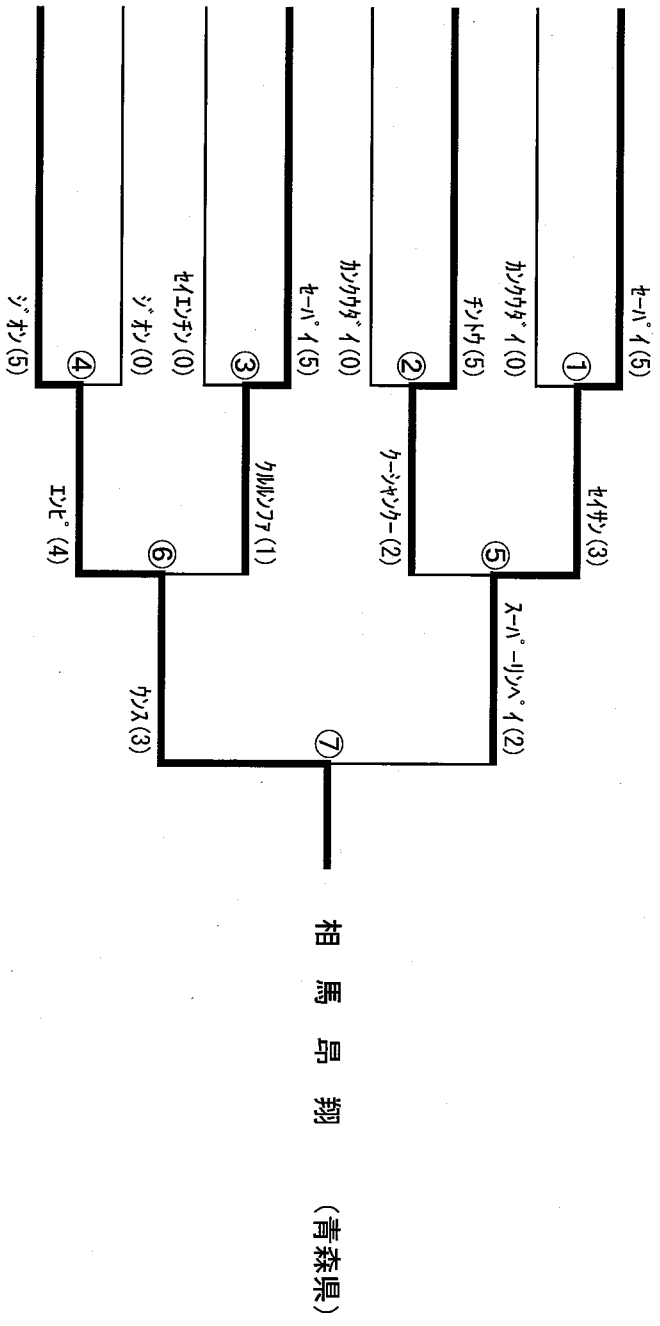 セーパイ(5)
①
カンクウダイ(0)
セイサン(3)
チントウ(5)
②
カンクウダイ(0)
クーシャンクー(2)
⑤
スーパーリンペイ(2)
セーパイ(5)
③
セイエンチン(0)
クルルンファ(1)
ジオン(0)
④
ジオン(5)
エンピ(4)
⑥
ウンス(3)
⑦
相馬昂翔
(青森県)